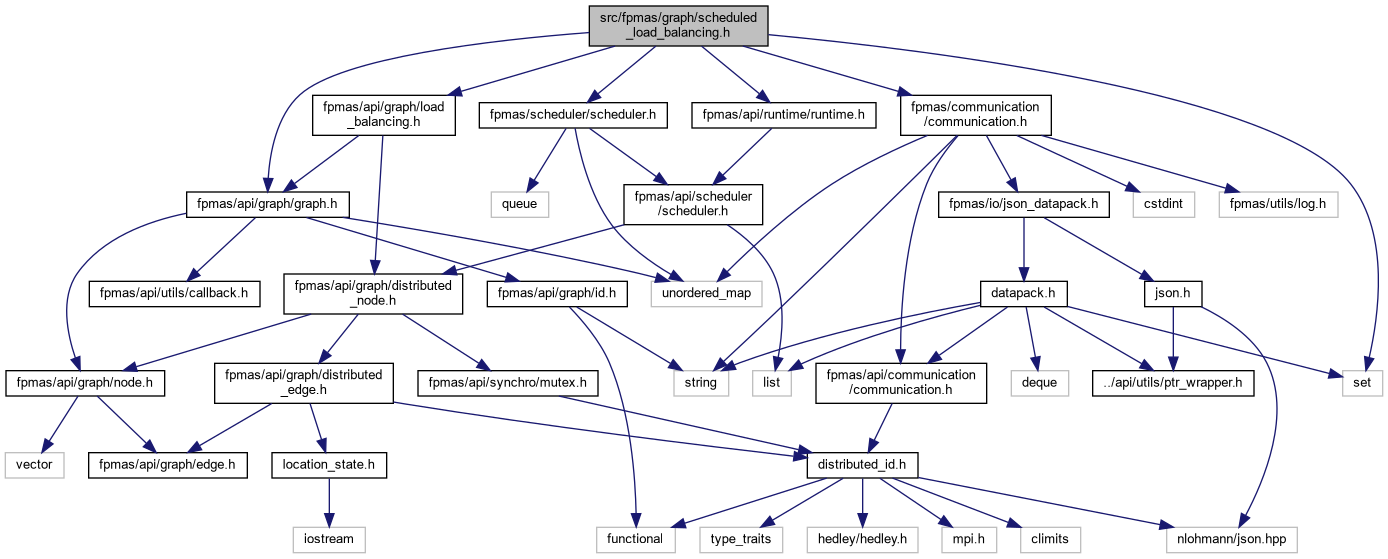 src/fpmas/graph/scheduled
_load_balancing.h
fpmas/api/graph/load
_balancing.h
fpmas/scheduler/scheduler.h
fpmas/api/runtime/runtime.h
fpmas/communication
/communication.h
fpmas/api/graph/graph.h
queue
fpmas/api/scheduler
/scheduler.h
fpmas/io/json_datapack.h
cstdint
fpmas/utils/log.h
fpmas/api/utils/callback.h
fpmas/api/graph/distributed
_node.h
fpmas/api/graph/id.h
unordered_map
datapack.h
json.h
fpmas/api/graph/node.h
fpmas/api/graph/distributed
_edge.h
fpmas/api/synchro/mutex.h
string
list
fpmas/api/communication
/communication.h
deque
../api/utils/ptr_wrapper.h
set
vector
fpmas/api/graph/edge.h
location_state.h
distributed_id.h
iostream
functional
type_traits
hedley/hedley.h
mpi.h
climits
nlohmann/json.hpp